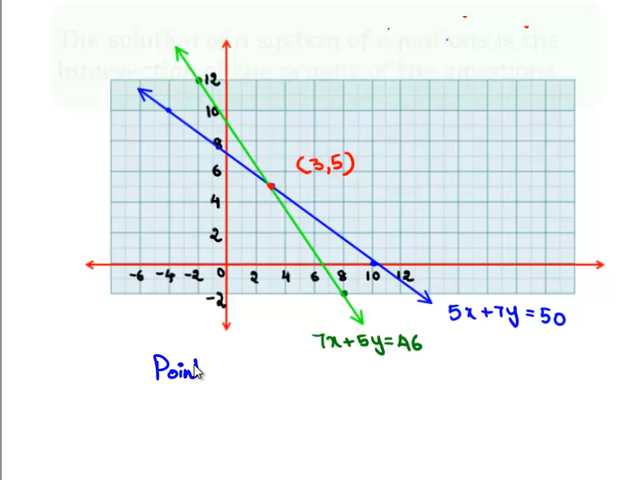 The solution of a system of equations is the
intersection of the graphs of the equations
12
10
8
6
4
2
-6 -4 -2 0 2 4 6 8 10 12
-2
(3,5)
5x+7y=50
7x+5y=46
Poin